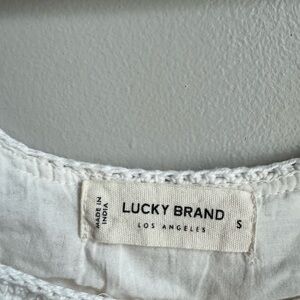 MADE IN
INDIA
LUCKY BRAND
LOS ANGELES
S